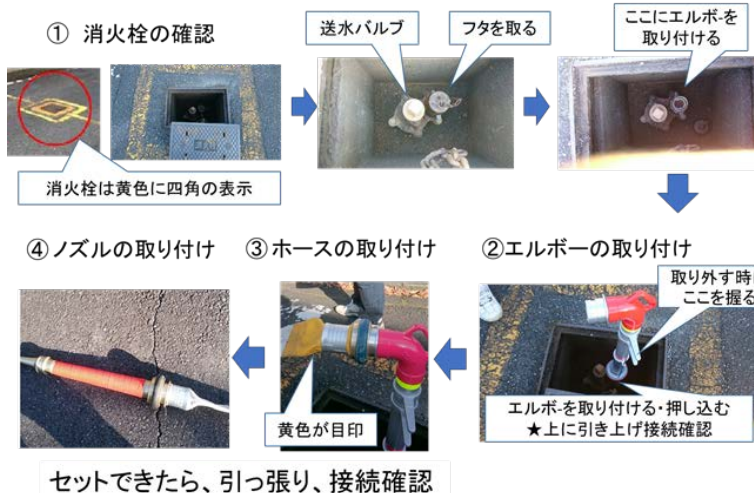 ① 消火栓の確認
送水バルブ
フタを取る
ここにエルボ-を
取り付ける
消火栓は黄色に四角の表示
④ノズルの取り付け
③ホースの取り付け
②エルボーの取り付け
取り外す時に
ここを握る
黄色が目印
エルボ-を取り付ける・押し込む
★上に引き上げ接続確認
セットできたら、引っ張り、接続確認